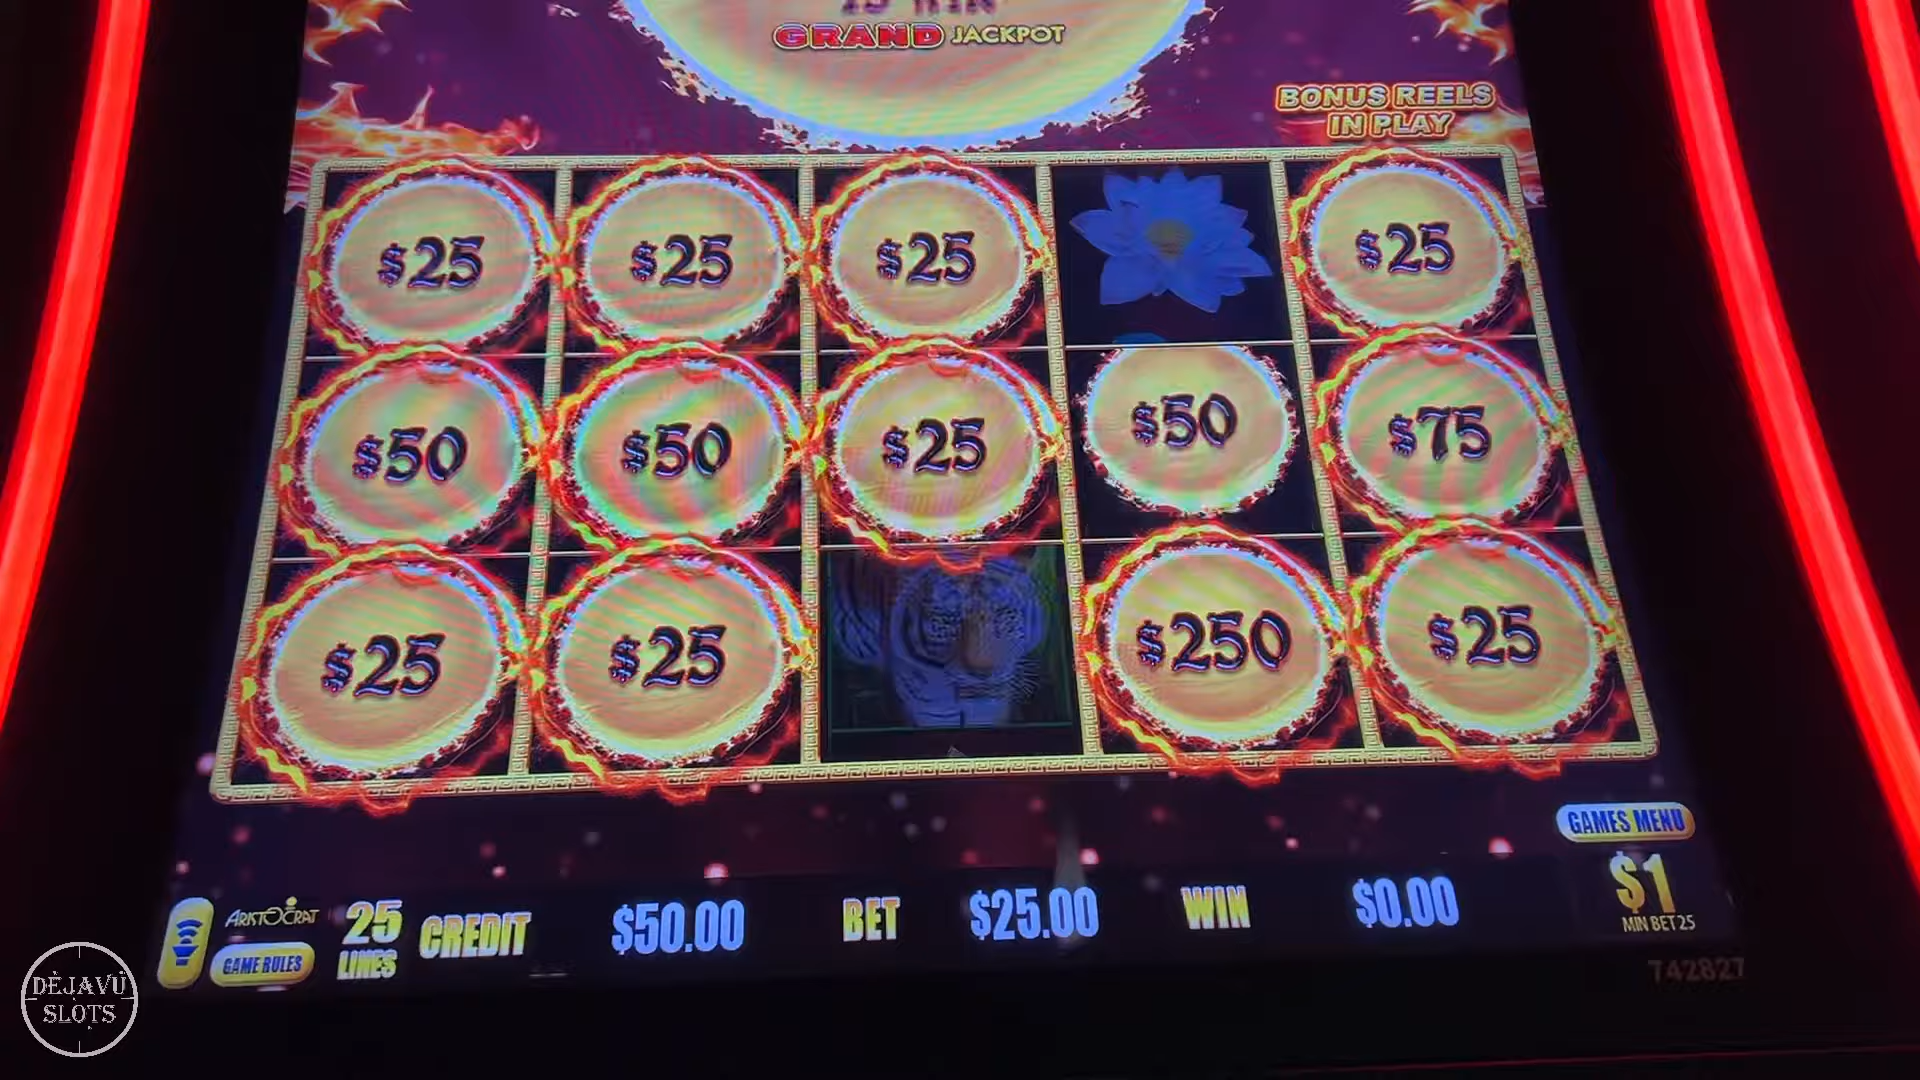 GRAND JACKPOT
BONUS REELS
IN PLAY
$25 $25 $25 $25
$50 $50 $25 $50 $75
$25 $25 $250 $25
GAMES MENU
ARISTOCRAT
GAME RULES
25
LINES
CREDIT $50.00 BET $25.00 WIN $0.00
$1
MIN BET 25
742827
DÉJAVÙ
SLOTS